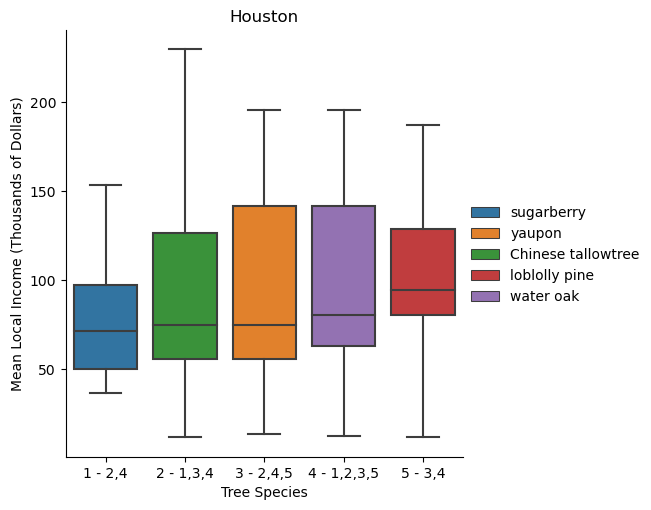 Houston
Mean Local Income (Thousands of Dollars)
200
150
100
50
1 - 2,4
2 - 1,3,4
3 - 2,4,5
4 - 1,2,3,5
5 - 3,4
Tree Species
sugarberry
yaupon
Chinese tallowtree
loblolly pine
water oak